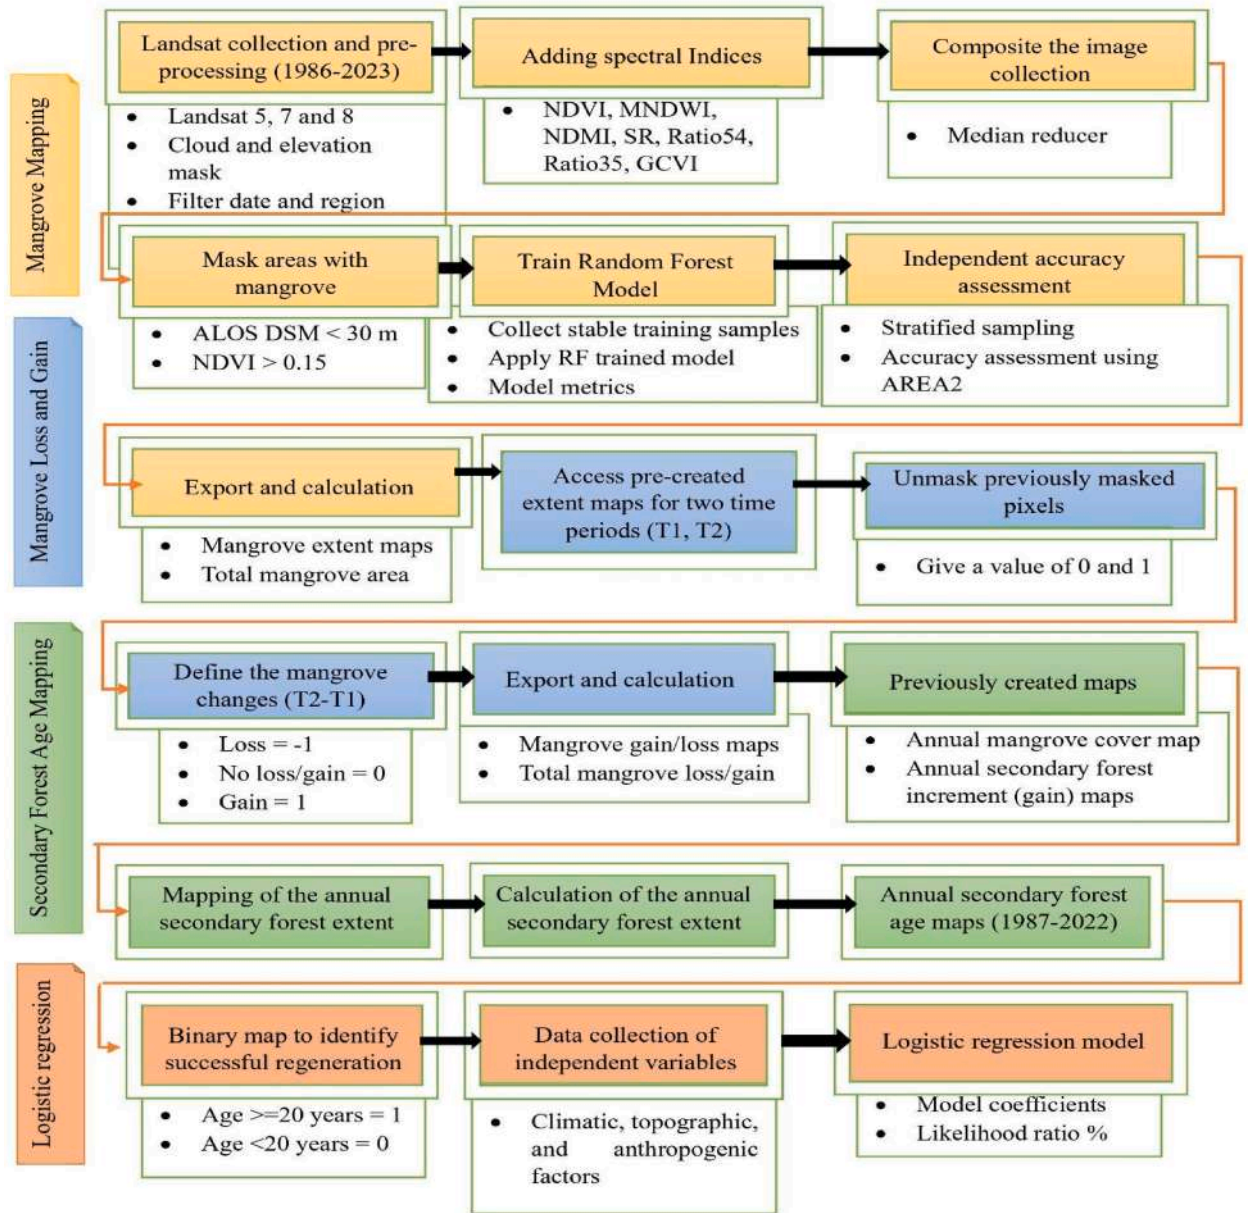 Mangrove Mapping
Landsat collection and pre-
processing (1986-2023)
• Landsat 5, 7 and 8
• Cloud and elevation
mask
• Filter date and region
Adding spectral Indices
• NDVI, MNDWI,
NDMI, SR, Ratio54,
Ratio35, GCVI
Composite the image
collection
• Median reducer
Mask areas with
mangrove
• ALOS DSM < 30 m
• NDVI > 0.15
Train Random Forest
Model
• Collect stable training samples
• Apply RF trained model
• Model metrics
Independent accuracy
assessment
• Stratified sampling
• Accuracy assessment using
AREA2
Mangrove Loss and Gain
Export and calculation
• Mangrove extent maps
• Total mangrove area
Access pre-created
extent maps for two time
periods (T1, T2)
Unmask previously masked
pixels
• Give a value of 0 and 1
Secondary Forest Age Mapping
Define the mangrove
changes (T2-T1)
• Loss = -1
• No loss/gain = 0
• Gain = 1
Export and calculation
• Mangrove gain/loss maps
• Total mangrove loss/gain
Previously created maps
• Annual mangrove cover map
• Annual secondary forest
increment (gain) maps
Mapping of the annual
secondary forest extent
Calculation of the annual
secondary forest extent
Annual secondary forest
age maps (1987-2022)
Logistic regression
Binary map to identify
successful regeneration
• Age >=20 years = 1
• Age <20 years = 0
Data collection of
independent variables
• Climatic, topographic,
and anthropogenic
factors
Logistic regression model
• Model coefficients
• Likelihood ratio %